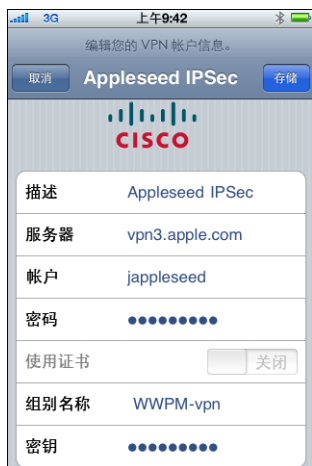 3G 上午9:42
编辑您的 VPN 帐户信息。
取消 Appleseed IPSec 存储
CISCO
描述 Appleseed IPSec
服务器 vpn3.apple.com
帐户 jappleseed
密码 ●●●●●●●●●
使用证书 关闭
组别名称 WWPM-vpn
密钥 ●●●●●●●●●